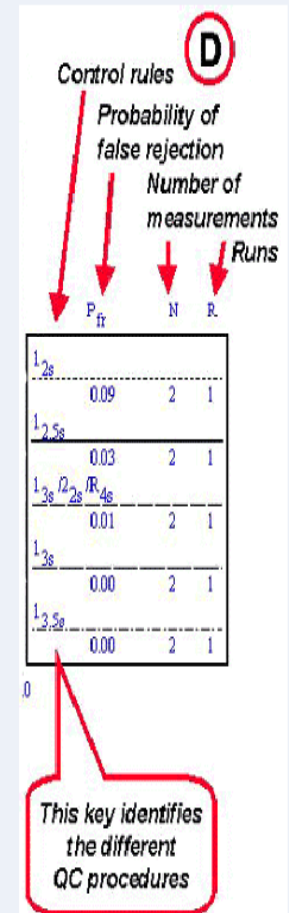 D
Control rules
Probability of
false rejection
Number of
measurements
Runs
Pfr N R
12s
0.09 2 1
12.5s
0.03 2 1
13s/22s/R4s
0.01 2 1
13s
0.00 2 1
13.5s
0.00 2 1
.0
This key identifies
the different
QC procedures